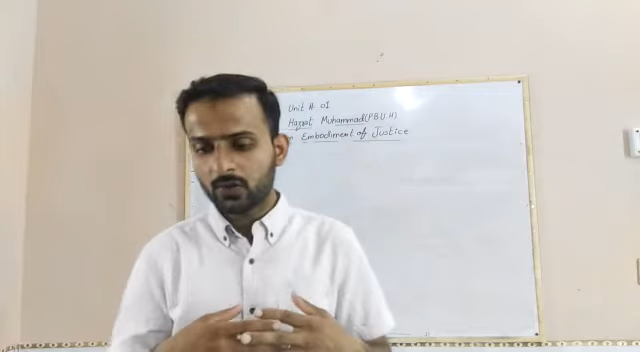 Unit # 01
Hazrat Muhammad (P.B.U.H)
n Embodiment of Justice